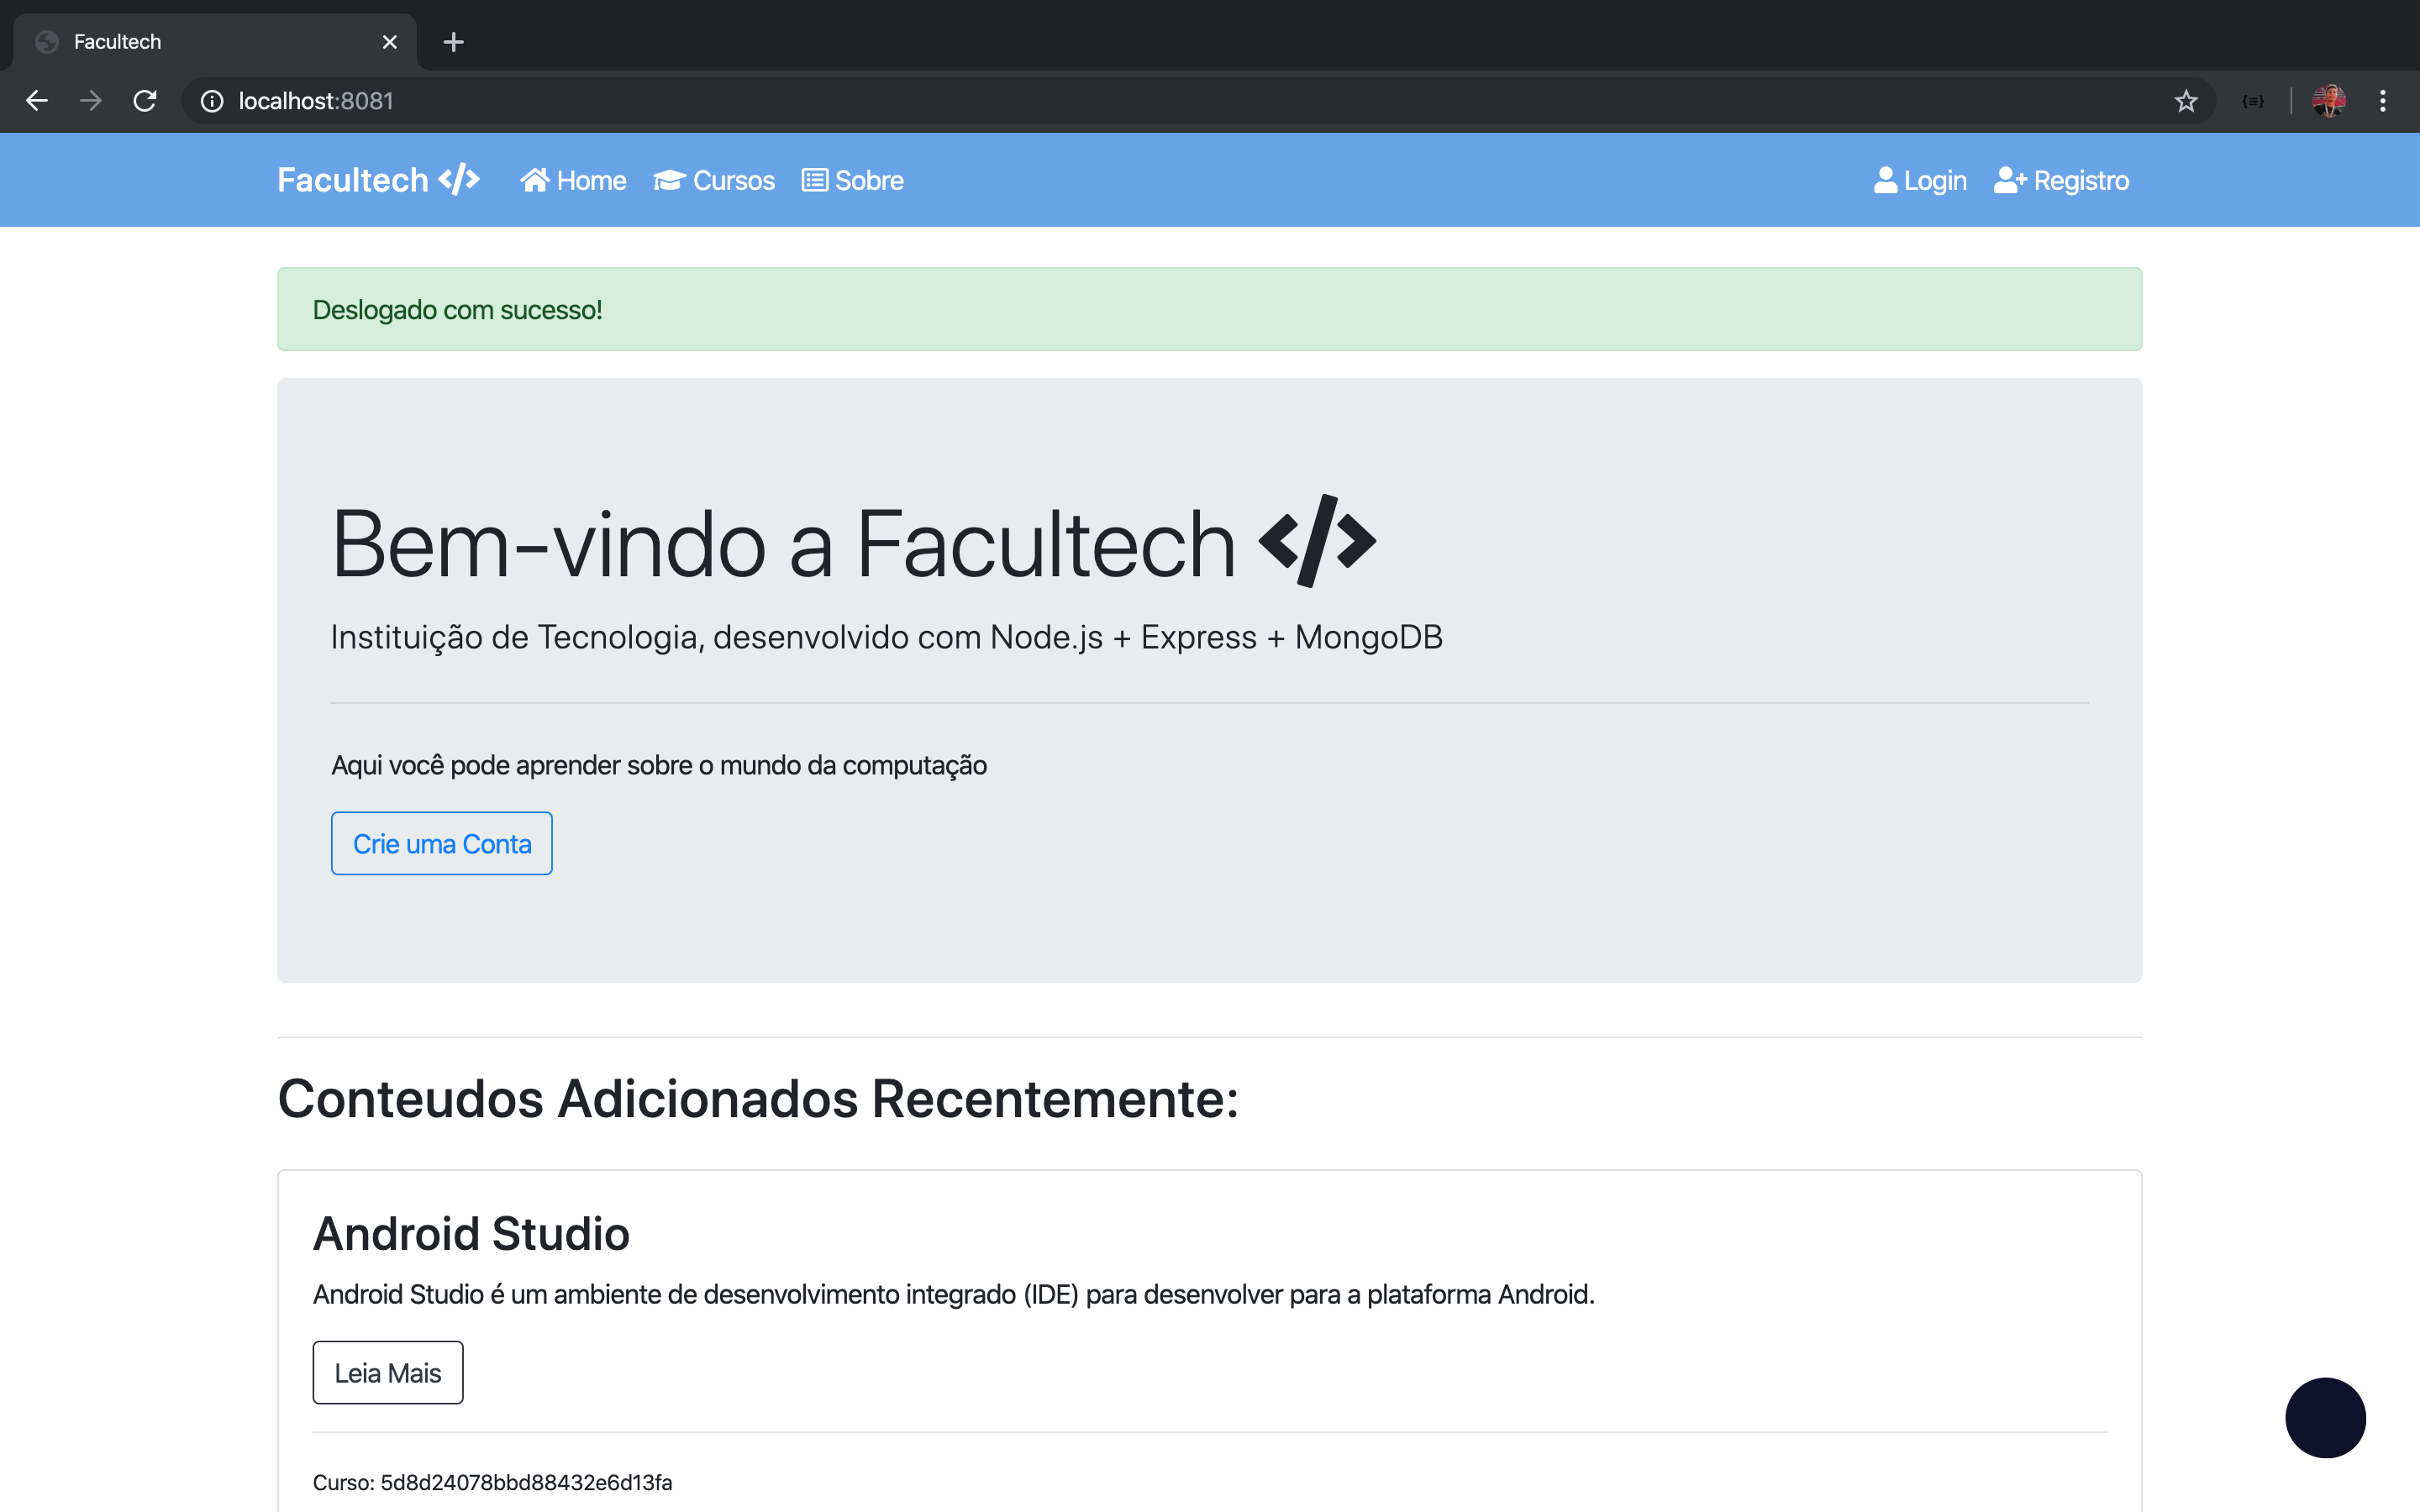 Facultech
localhost:8081
Facultech </> Home Cursos Sobre Login Registro
Deslogado com sucesso!
Bem-vindo a Facultech </>
Instituição de Tecnologia, desenvolvido com Node.js + Express + MongoDB
Aqui você pode aprender sobre o mundo da computação
Crie uma Conta
Conteudos Adicionados Recentemente:
Android Studio
Android Studio é um ambiente de desenvolvimento integrado (IDE) para desenvolver para a plataforma Android.
Leia Mais
Curso: 5d8d24078bbd88432e6d13fa